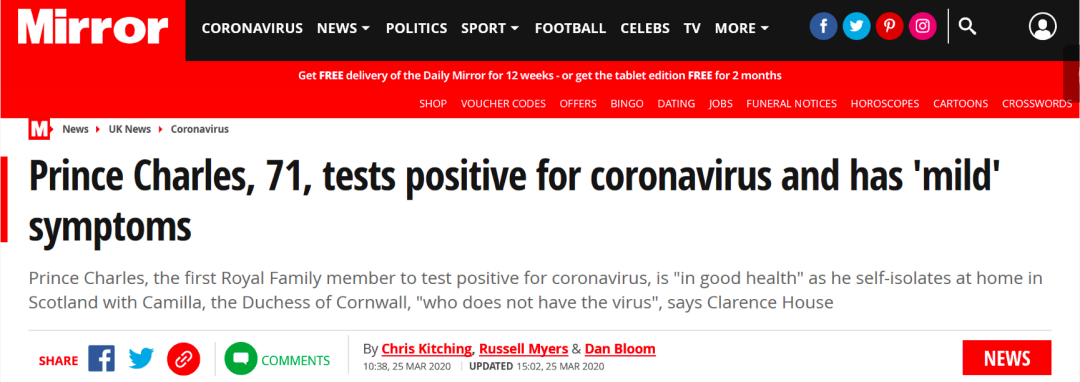 Mirror
CORONAVIRUS NEWS POLITICS SPORT FOOTBALL CELEBS TV MORE
Get FREE delivery of the Daily Mirror for 12 weeks - or get the tablet edition FREE for 2 months
SHOP VOUCHER CODES OFFERS BINGO DATING JOBS FUNERAL NOTICES HOROSCOPES CARTOONS CROSSWORDS
M News UK News Coronavirus
Prince Charles, 71, tests positive for coronavirus and has 'mild'
symptoms
Prince Charles, the first Royal Family member to test positive for coronavirus, is "in good health" as he self-isolates at home in
Scotland with Camilla, the Duchess of Cornwall, "who does not have the virus", says Clarence House
SHARE COMMENTS
By Chris Kitching, Russell Myers & Dan Bloom
10:38, 25 MAR 2020 UPDATED 15:02, 25 MAR 2020
NEWS